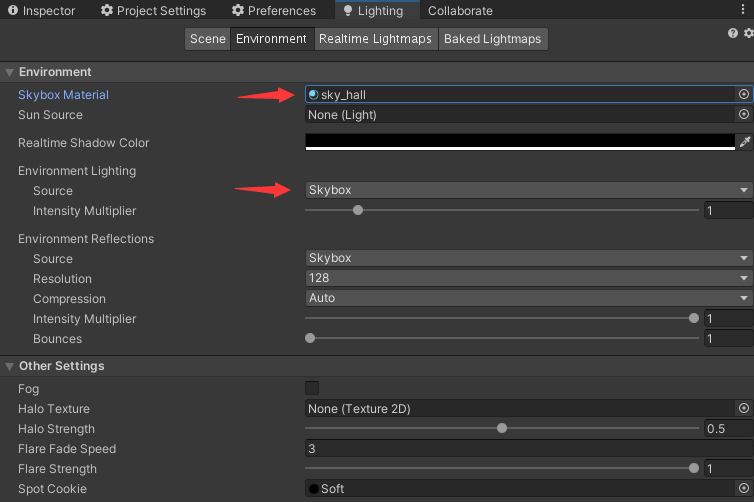 Inspector Project Settings Preferences Lighting Collaborate
Scene Environment Realtime Lightmaps Baked Lightmaps
Environment
Skybox Material sky_hall
Sun Source None (Light)
Realtime Shadow Color
Environment Lighting
Source Skybox
Intensity Multiplier 1
Environment Reflections
Source Skybox
Resolution 128
Compression Auto
Intensity Multiplier 1
Bounces 1
Other Settings
Fog
Halo Texture None (Texture 2D)
Halo Strength 0.5
Flare Fade Speed 3
Flare Strength 1
Spot Cookie Soft